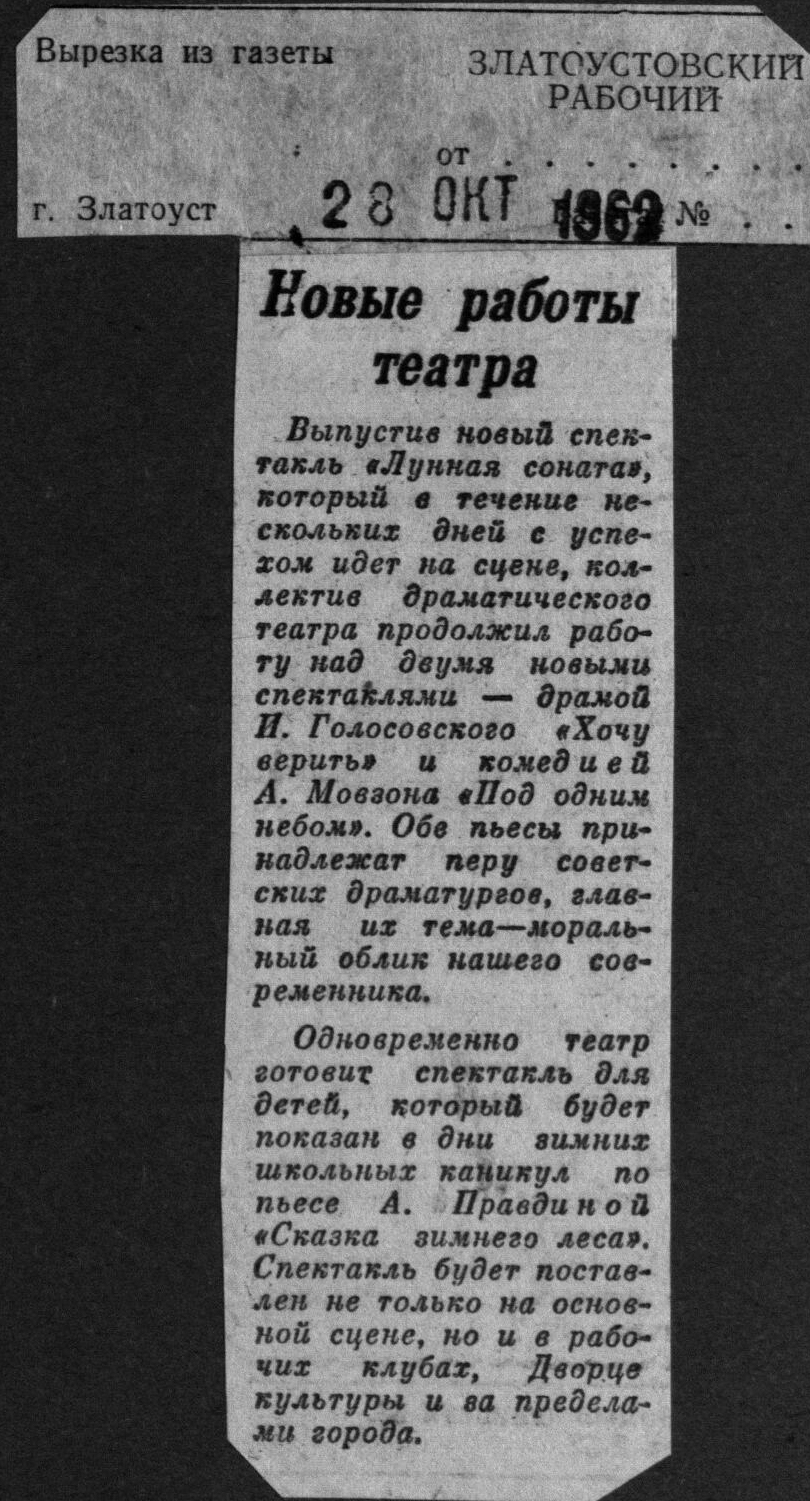 Вырезка из газеты
ЗЛАТОУСТОВСКИЙ
РАБОЧИЙ
от . . . . . . . . .
г. Златоуст
28 ОКТ 1962 № . .
Новые работы
театра
Выпустив новый спек-
такль «Лунная соната»,
который в течение не-
скольких дней с успе-
хом идет на сцене, кол-
лектив драматического
театра продолжил рабо-
ту над двумя новыми
спектаклями — драмой
И. Голосовского «Хочу
верить» и комедией
А. Мовзона «Под одним
небом». Обе пьесы при-
надлежат перу совет-
ских драматургов, глав-
ная их тема—мораль-
ный облик нашего сов-
ременника.
Одновременно театр
готовит спектакль для
детей, который будет
показан в дни зимних
школьных каникул по
пьесе А. Правдиной
«Сказка зимнего леса».
Спектакль будет постав-
лен не только на основ-
ной сцене, но и в рабо-
чих клубах, Дворце
культуры и за предела-
ми города.